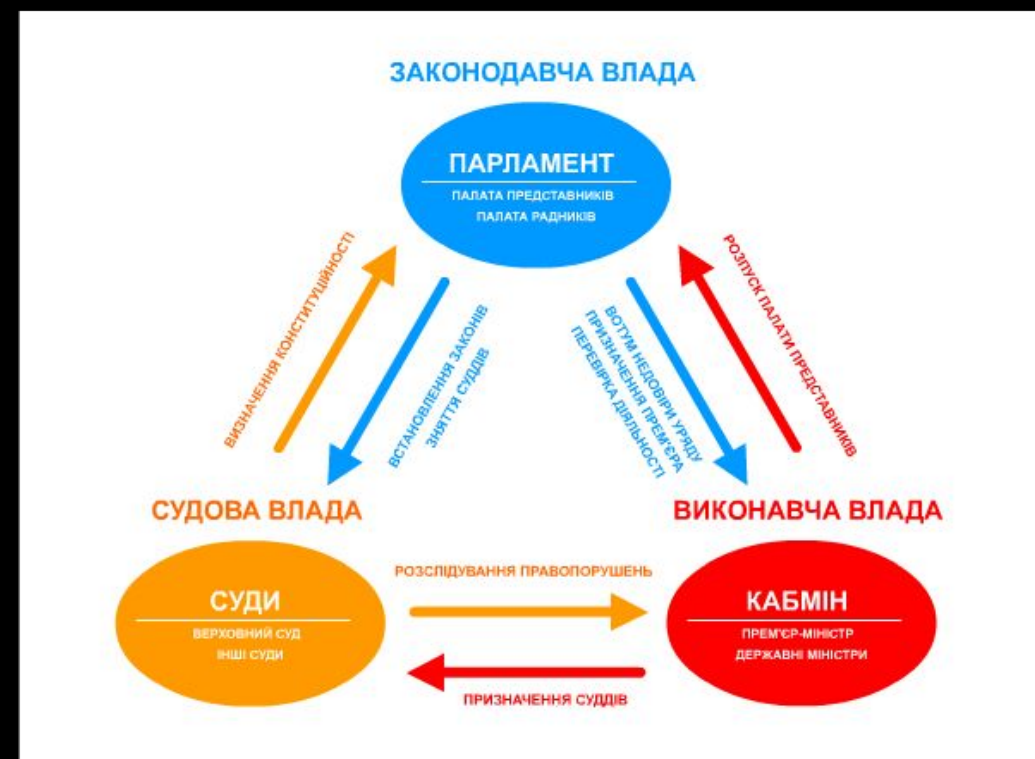 ЗАКОНОДАВЧА ВЛАДА
ПАРЛАМЕНТ
ПАЛАТА ПРЕДСТАВНИКІВ
ПАЛАТА РАДНИКІВ
ВИЗНАЧЕННЯ КОНСТИТУЦІЙНОСТІ
ВСТАНОВЛЕННЯ ЗАКОНІВ
ЗНЯТТЯ СУДДІВ
ВОТУМ НЕДОВІРИ УРЯДУ
ПРИЗНАЧЕННЯ ПРЕМ'ЄРА
ПЕРЕВІРКА ДІЯЛЬНОСТІ
РОЗПУСК ПАЛАТИ ПРЕДСТАВНИКІВ
СУДОВА ВЛАДА
ВИКОНАВЧА ВЛАДА
СУДИ
ВЕРХОВНИЙ СУД
ІНШІ СУДИ
РОЗСЛІДУВАННЯ ПРАВОПОРУШЕНЬ
ПРИЗНАЧЕННЯ СУДДІВ
КАБМІН
ПРЕМ'ЄР-МІНІСТР
ДЕРЖАВНІ МІНІСТРИ